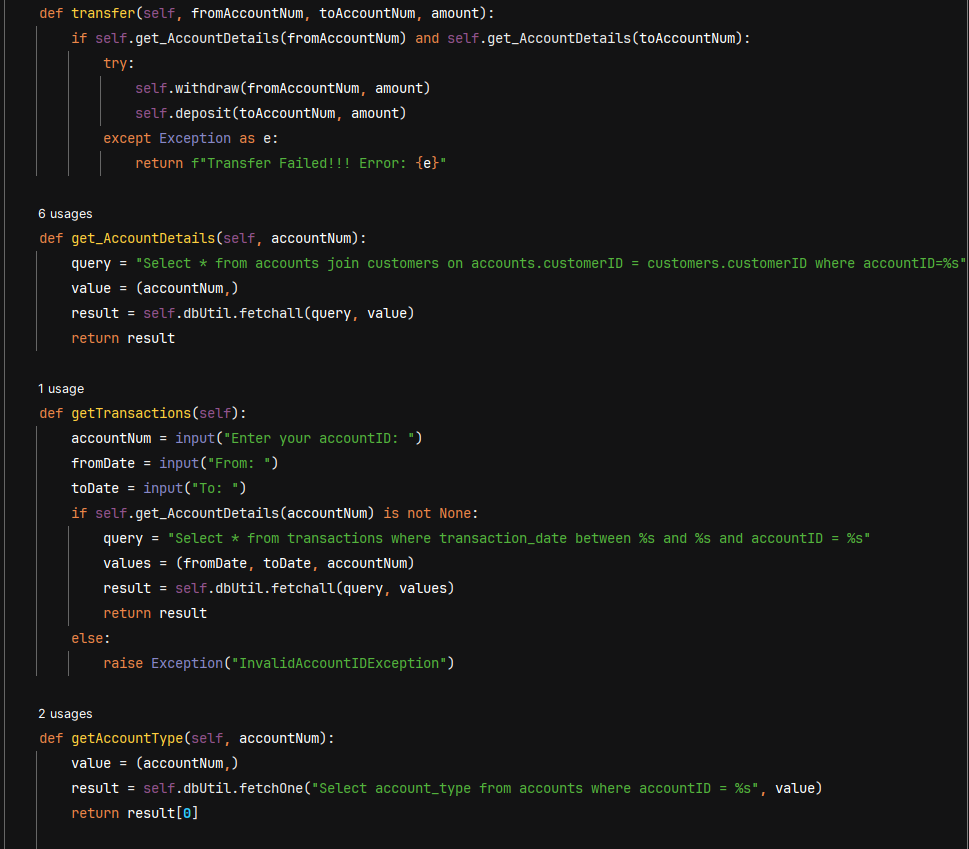 def transfer(self, fromAccountNum, toAccountNum, amount):
    if self.get_AccountDetails(fromAccountNum) and self.get_AccountDetails(toAccountNum):
        try:
            self.withdraw(fromAccountNum, amount)
            self.deposit(toAccountNum, amount)
        except Exception as e:
            return f"Transfer Failed!!! Error: {e}"
6 usages
def get_AccountDetails(self, accountNum):
    query = "Select * from accounts join customers on accounts.customerID = customers.customerID where accountID=%s"
    value = (accountNum,)
    result = self.dbUtil.fetchall(query, value)
    return result
1 usage
def getTransactions(self):
    accountNum = input("Enter your accountID: ")
    fromDate = input("From: ")
    toDate = input("To: ")
    if self.get_AccountDetails(accountNum) is not None:
        query = "Select * from transactions where transaction_date between %s and %s and accountID = %s"
        values = (fromDate, toDate, accountNum)
        result = self.dbUtil.fetchall(query, values)
        return result
    else:
        raise Exception("InvalidAccountIDException")
2 usages
def getAccountType(self, accountNum):
    value = (accountNum,)
    result = self.dbUtil.fetchOne("Select account_type from accounts where accountID = %s", value)
    return result[0]